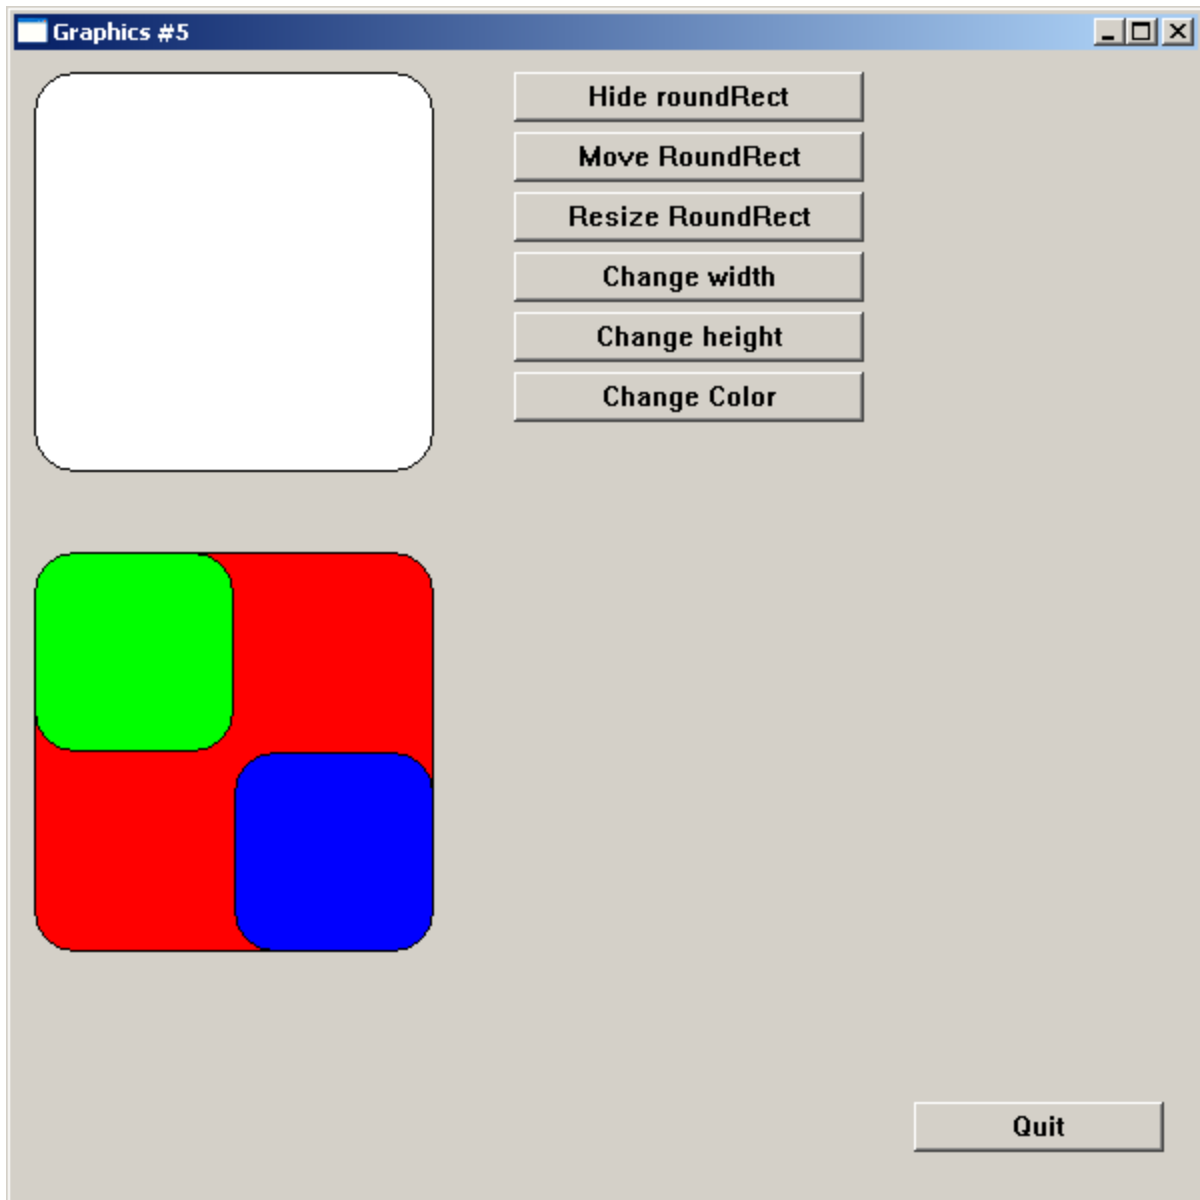 Graphics #5
Hide roundRect
Move RoundRect
Resize RoundRect
Change width
Change height
Change Color
Quit